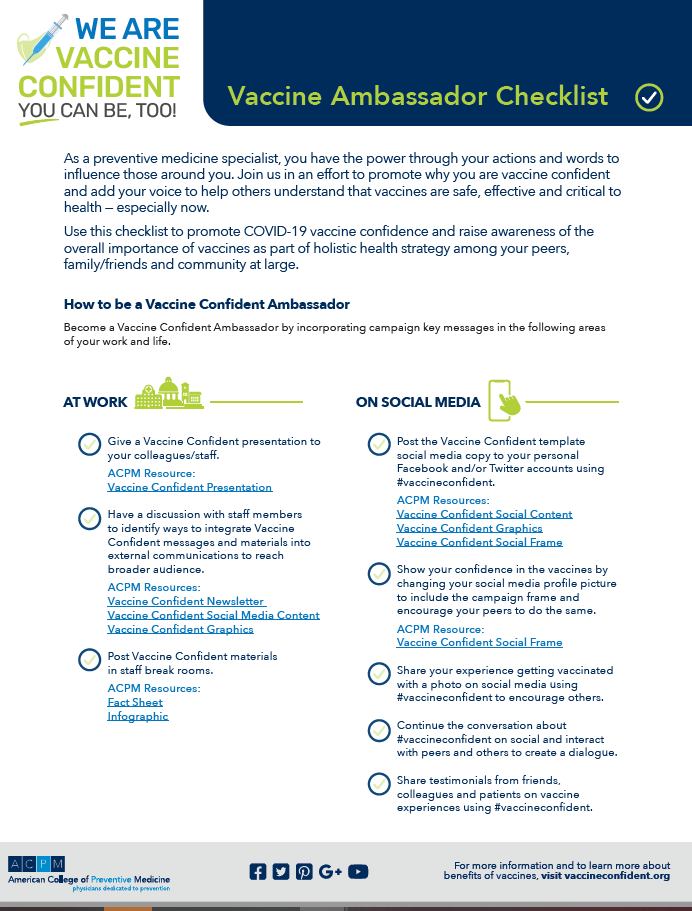 WE ARE
VACCINE
CONFIDENT
YOU CAN BE, TOO!
Vaccine Ambassador Checklist
As a preventive medicine specialist, you have the power through your actions and words to
influence those around you. Join us in an effort to promote why you are vaccine confident
and add your voice to help others understand that vaccines are safe, effective and critical to
health – especially now.
Use this checklist to promote COVID-19 vaccine confidence and raise awareness of the
overall importance of vaccines as part of holistic health strategy among your peers,
family/friends and community at large.
How to be a Vaccine Confident Ambassador
Become a Vaccine Confident Ambassador by incorporating campaign key messages in the following areas
of your work and life.
AT WORK
Give a Vaccine Confident presentation to
your colleagues/staff.
ACPM Resource:
Vaccine Confident Presentation
Have a discussion with staff members
to identify ways to integrate Vaccine
Confident messages and materials into
external communications to reach
broader audience.
ACPM Resources:
Vaccine Confident Newsletter
Vaccine Confident Social Media Content
Vaccine Confident Graphics
Post Vaccine Confident materials
in staff break rooms.
ACPM Resources:
Fact Sheet
Infographic
ON SOCIAL MEDIA
Post the Vaccine Confident template
social media copy to your personal
Facebook and/or Twitter accounts using
#vaccineconfident.
ACPM Resources:
Vaccine Confident Social Content
Vaccine Confident Graphics
Vaccine Confident Social Frame
Show your confidence in the vaccines by
changing your social media profile picture
to include the campaign frame and
encourage your peers to do the same.
ACPM Resource:
Vaccine Confident Social Frame
Share your experience getting vaccinated
with a photo on social media using
#vaccineconfident to encourage others.
Continue the conversation about
#vaccineconfident on social and interact
with peers and others to create a dialogue.
Share testimonials from friends,
colleagues and patients on vaccine
experiences using #vaccineconfident.
ACPM
American College of Preventive Medicine
physicians dedicated to prevention
G+
YouTube
For more information and to learn more about
benefits of vaccines, visit vaccineconfident.org